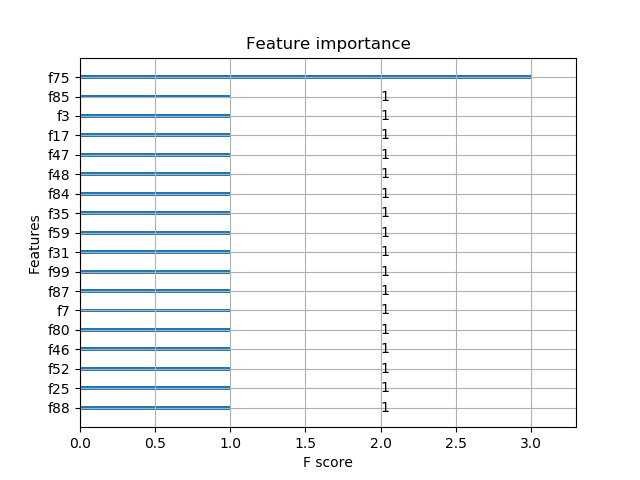 Feature importance
f75
f85 1
f3 1
f17 1
f47 1
f48 1
f84 1
f35 1
f59 1
f31 1
f99 1
f87 1
f7 1
f80 1
f46 1
f52 1
f25 1
f88 1
Features
0.0 0.5 1.0 1.5 2.0 2.5 3.0
F score